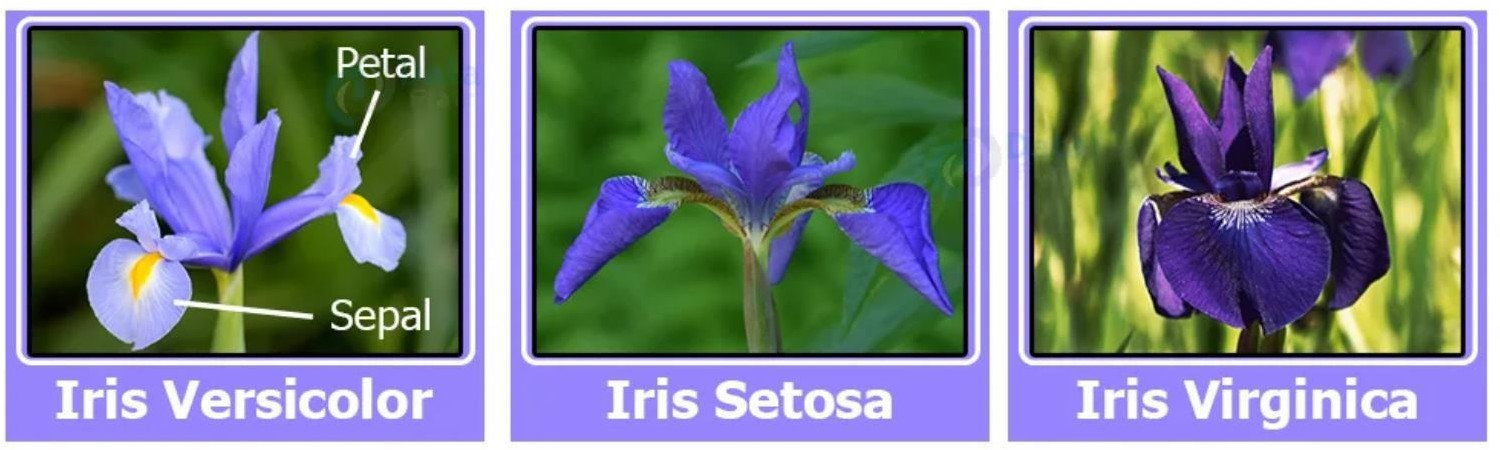 Petal
Sepal
Iris Versicolor
Iris Setosa
Iris Virginica